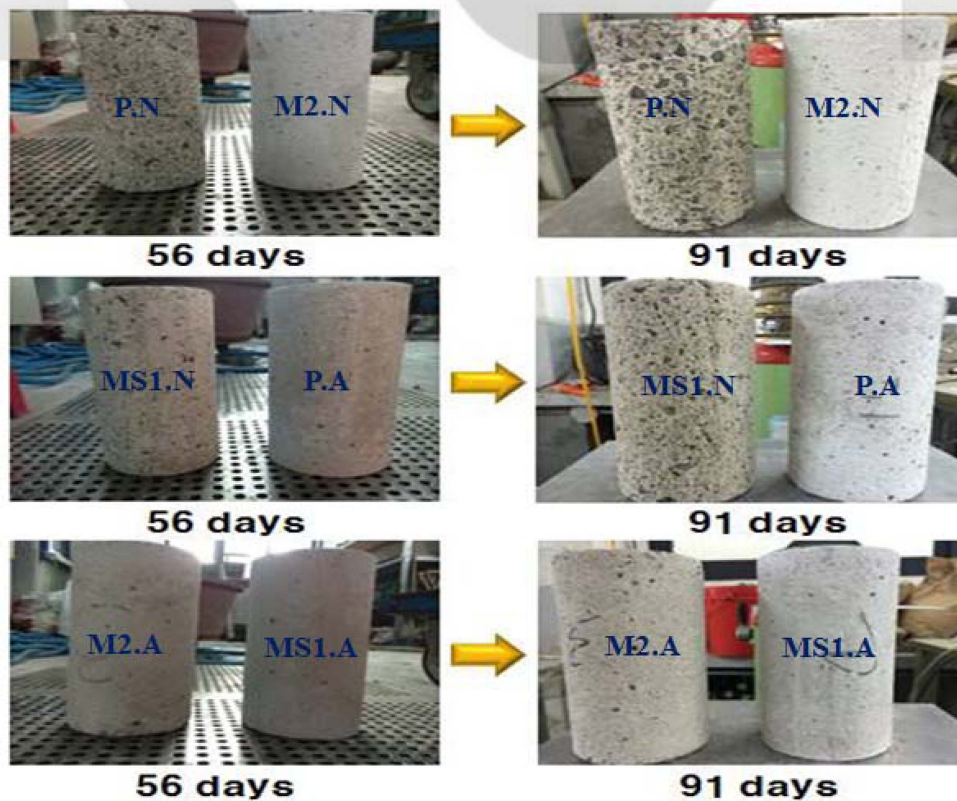 P.N M2.N P.N M2.N
56 days 91 days
MS1.N P.A MS1.N P.A
56 days 91 days
M2.A MS1.A M2.A MS1.A
56 days 91 days